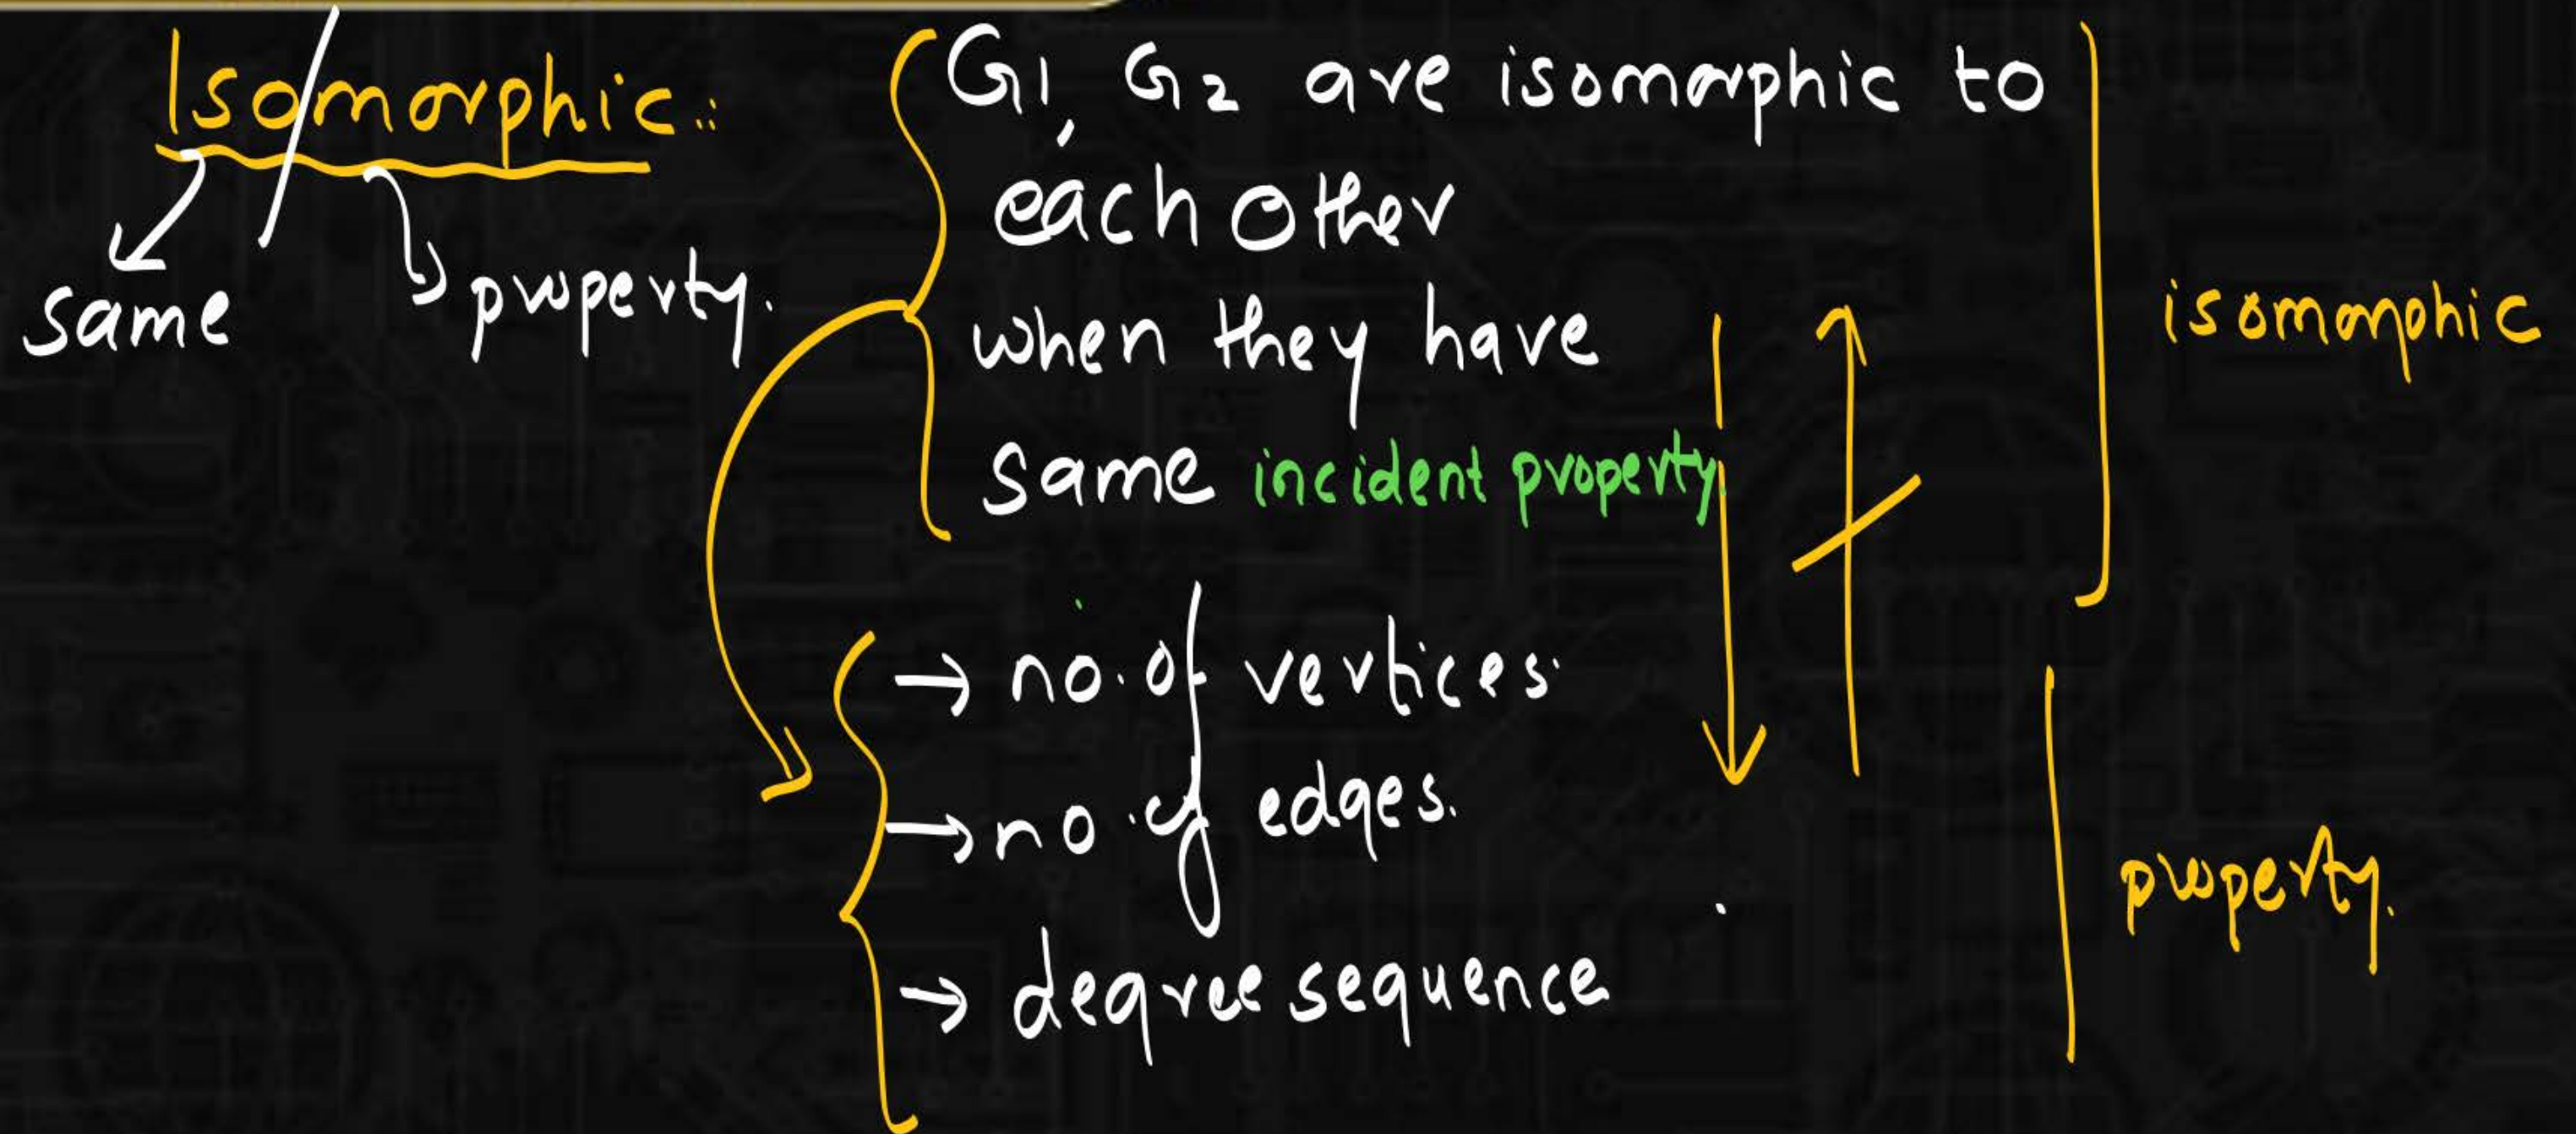 Isomorphic::
same
property.
G1, G2 are isomorphic to
each other
when they have
same incident property
isomorphic
→ no. of vertices.
→ no. of edges.
→ degree sequence
property.